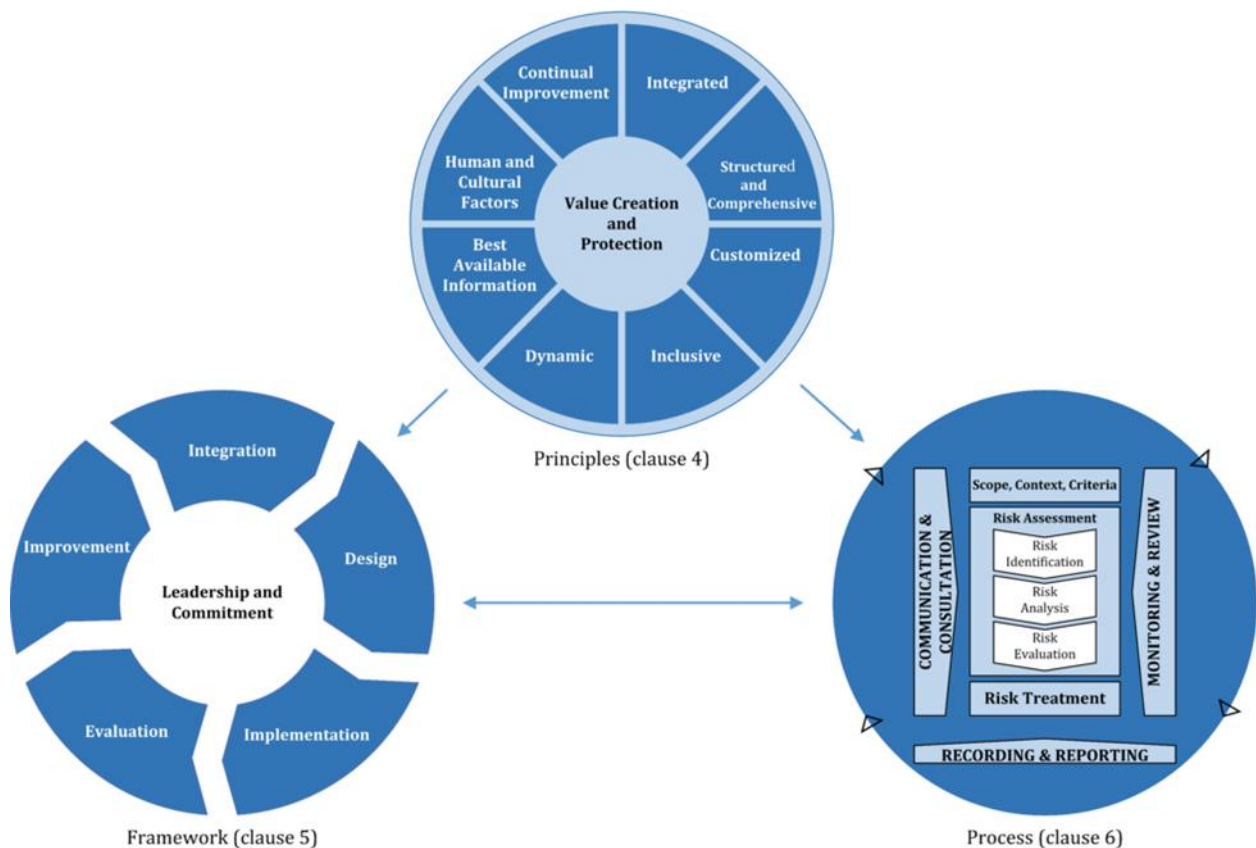 Continual
Improvement
Integrated
Structured
and
Comprehensive
Customized
Inclusive
Dynamic
Best
Available
Information
Human and
Cultural
Factors
Value Creation
and
Protection
Principles (clause 4)
Integration
Design
Implementation
Evaluation
Improvement
Leadership and
Commitment
Framework (clause 5)
Scope, Context, Criteria
Risk Assessment
Risk
Identification
Risk
Analysis
Risk
Evaluation
Risk Treatment
COMMUNICATION &
CONSULTATION
MONITORING & REVIEW
RECORDING & REPORTING
Process (clause 6)